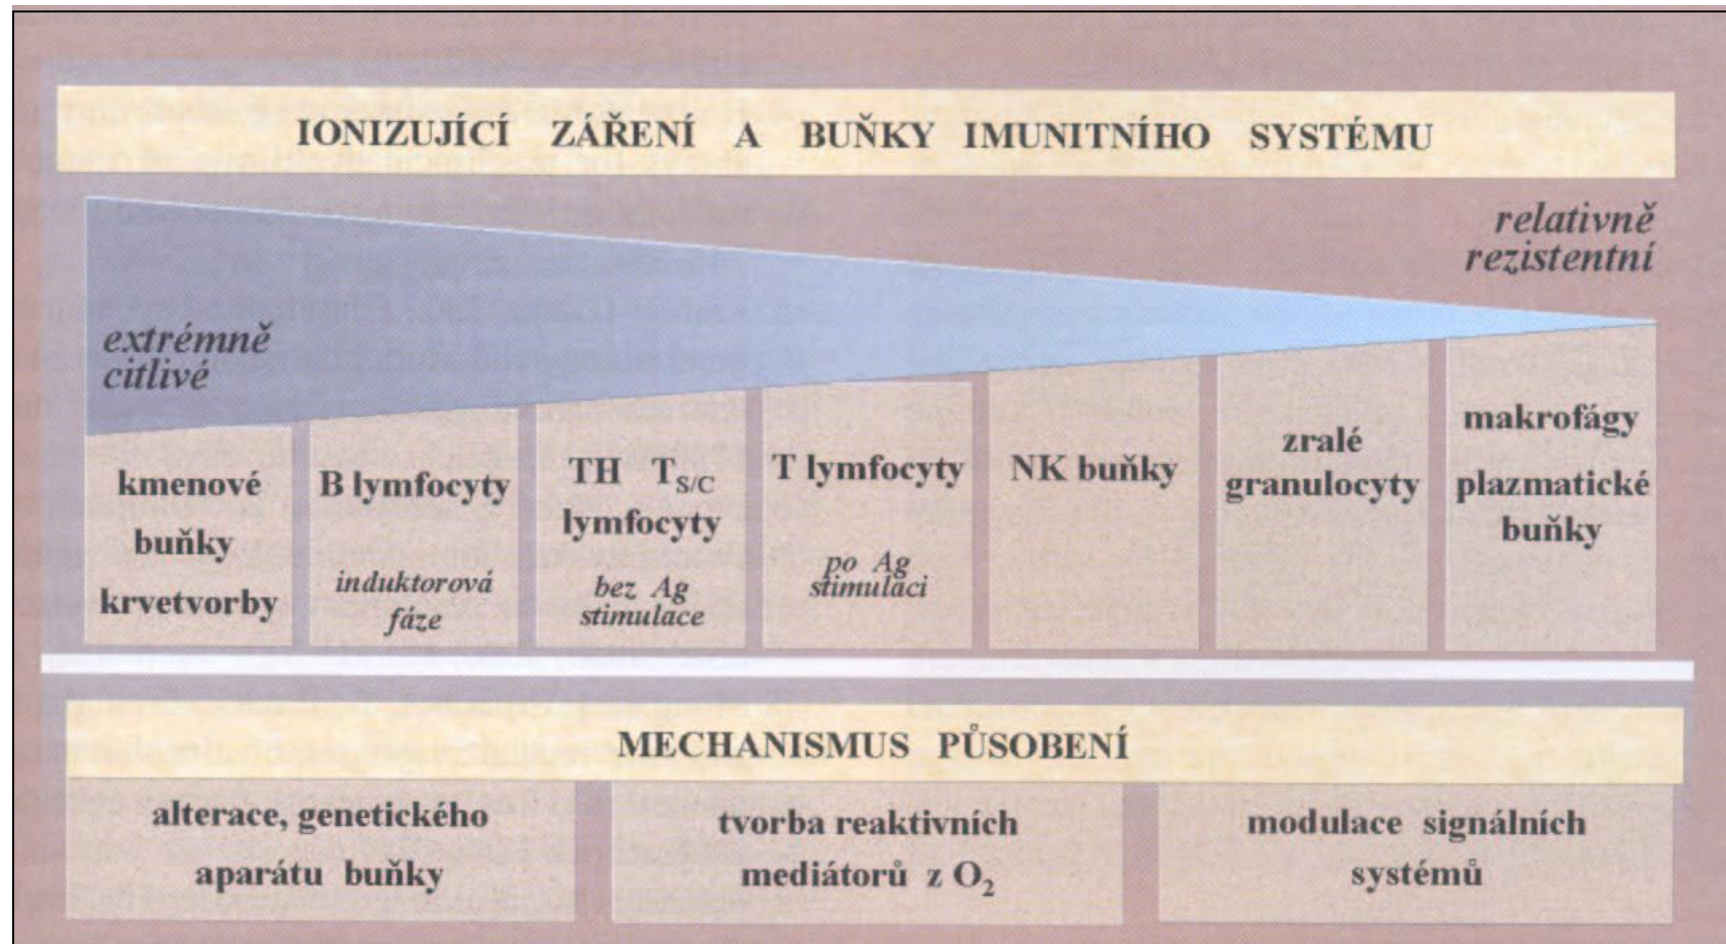 IONIZUJÍCÍ ZÁŘENÍ A BUŇKY IMUNITNÍHO SYSTÉMU
relativně
rezistentní
extrémně
citlivé
kmenové
buňky
krvetvorby
B lymfocyty
induktorová
fáze
TH T_S/C
lymfocyty
bez Ag
stimulace
T lymfocyty
po Ag
stimulaci
NK buňky
zralé
granulocyty
makrofágy
plazmatické
buňky
MECHANISMUS PŮSOBENÍ
alterace, genetického
aparátu buňky
tvorba reaktivních
mediátorů z O₂
modulace signálních
systémů